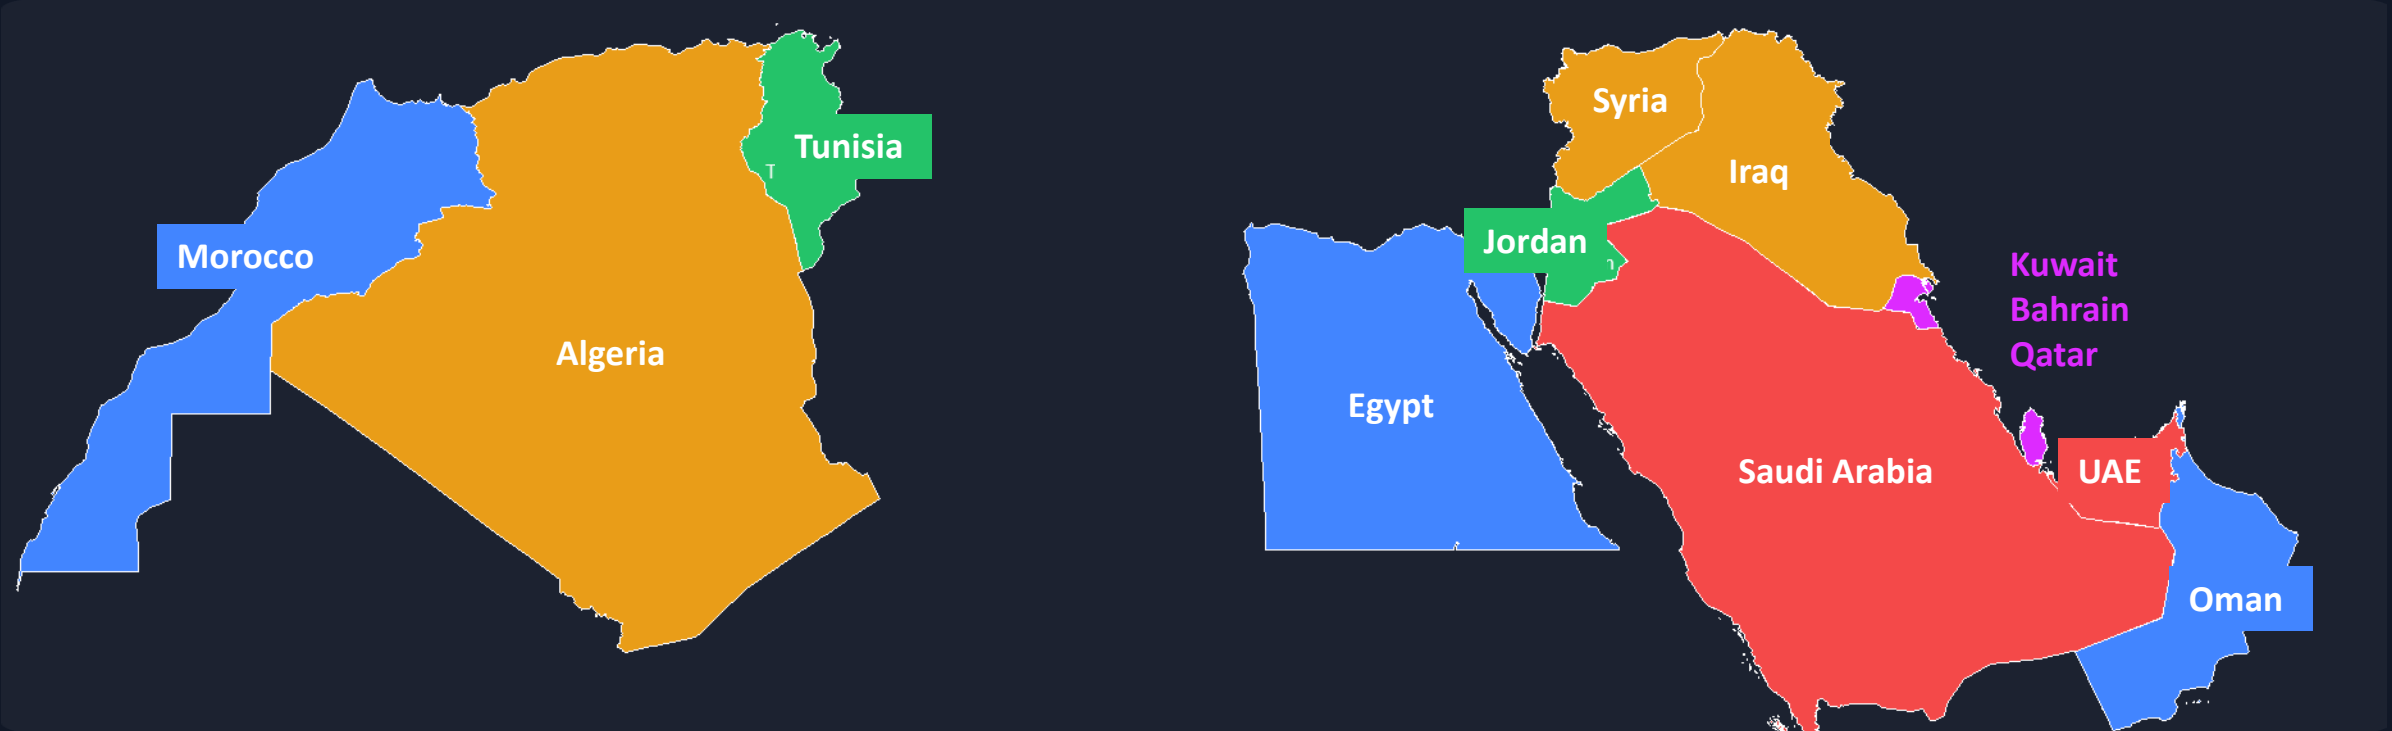 Syria
Tunisia
T
Iraq
Jordan
n
Morocco
Kuwait
Bahrain
Qatar
Algeria
Egypt
Saudi Arabia
UAE
Oman